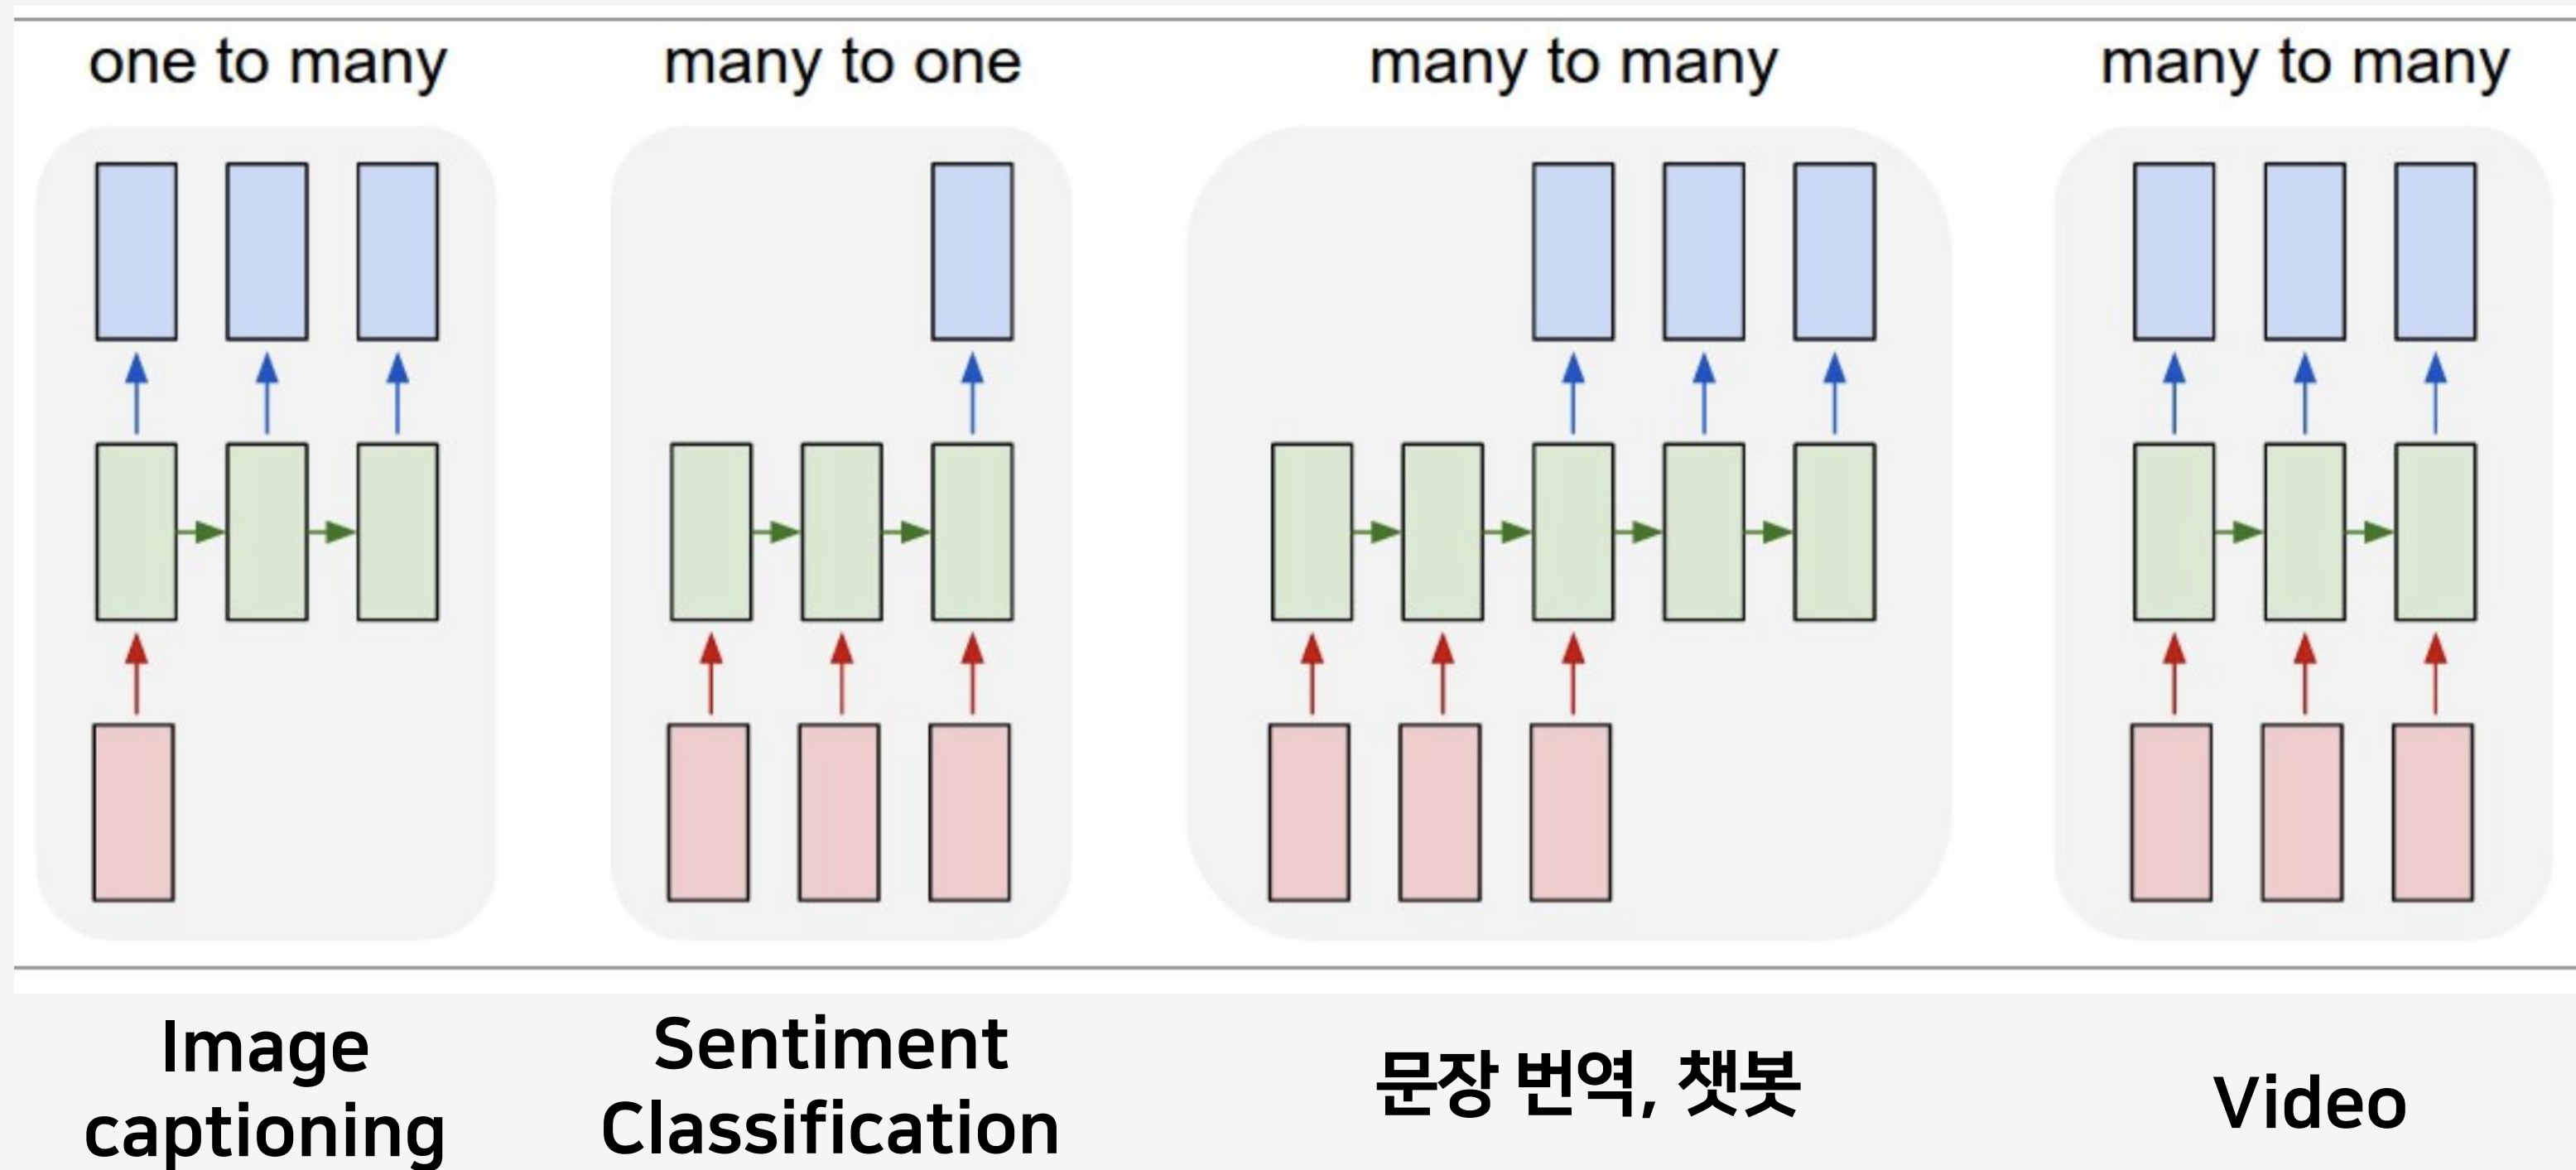 one to many
many to one
many to many
many to many
Image
captioning
Sentiment
Classification
문장 번역, 챗봇
Video